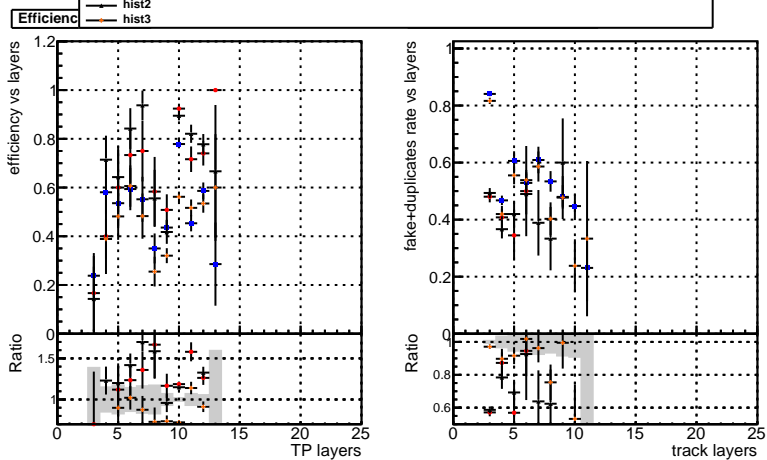 hist2
Efficienc
hist3
efficiency vs layers
1.2
1
0.8
0.6
0.4
0.2
0
Ratio
1.5
1
0 5 10 15 20 25
TP layers
fake+duplicates rate vs layers
1
0.8
0.6
0.4
0.2
0
Ratio
1
0.8
0.6
0 5 10 15 20 25
track layers